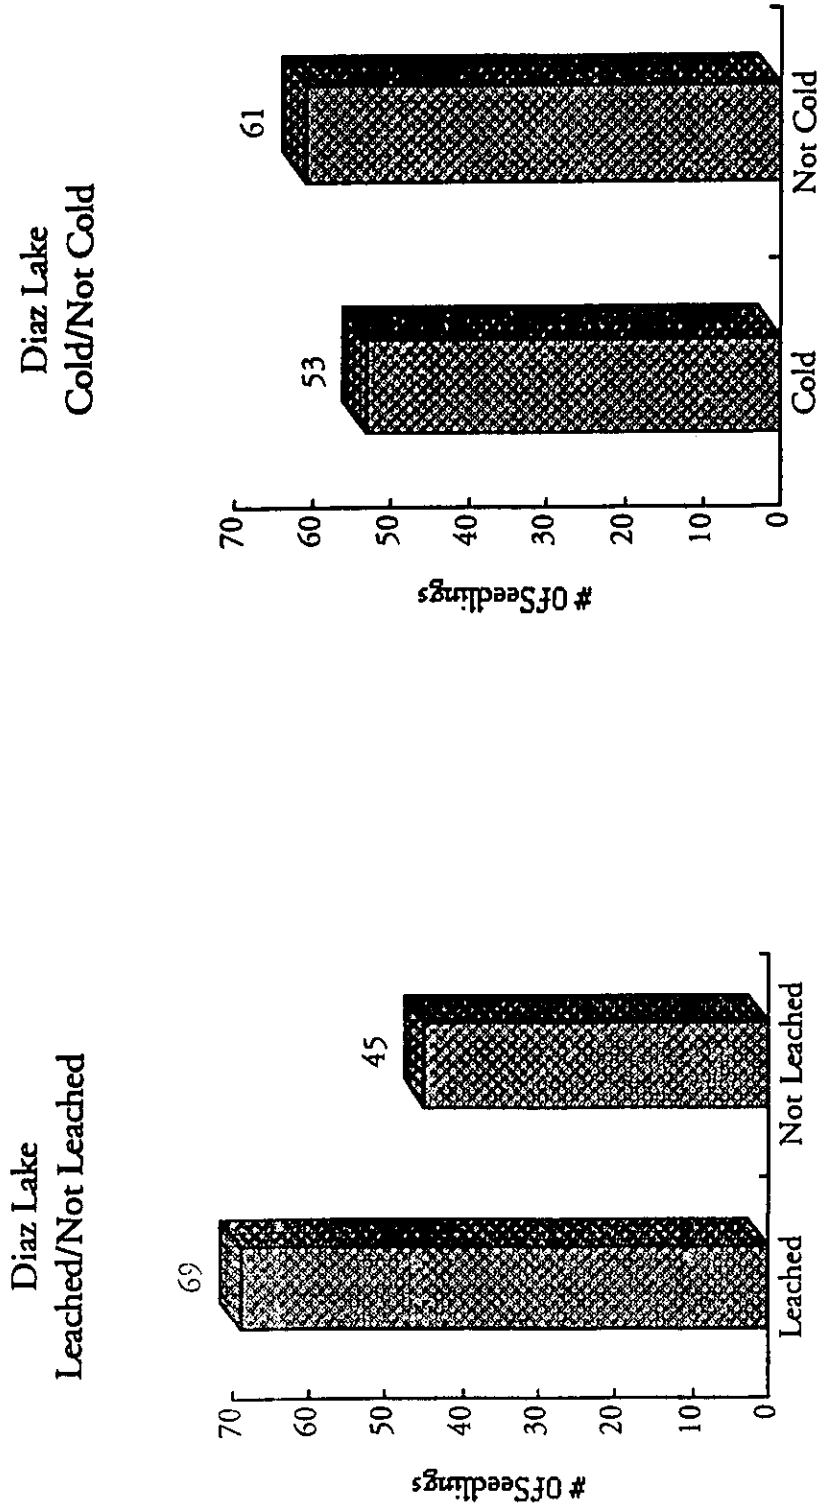 Diaz Lake
Leached/Not Leached
# Of Seedlings
70
60
50
40
30
20
10
0
69
45
Leached
Not Leached
Diaz Lake
Cold/Not Cold
# Of Seedlings
70
60
50
40
30
20
10
0
53
61
Cold
Not Cold